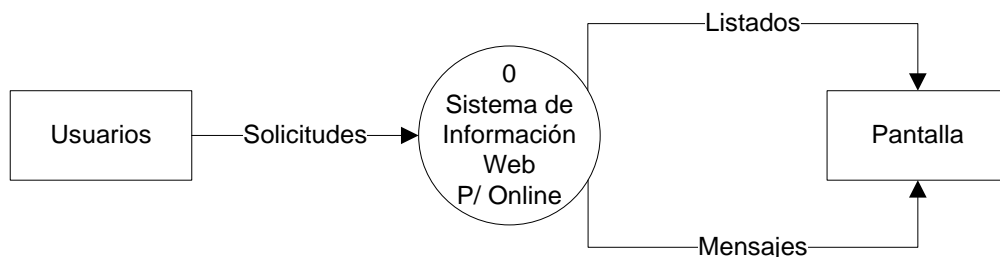 Listados
0
Sistema de
Información
Web
P/ Online
Usuarios
Solicitudes
Pantalla
Mensajes